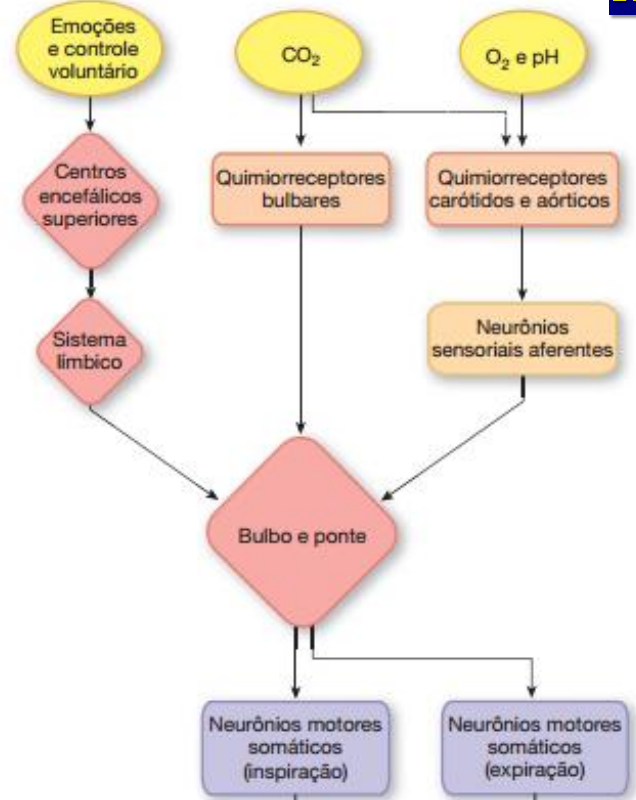 Emoções
e controle
voluntário
CO₂
O₂ e pH
Centros
encefálicos
superiores
Quimiorreceptores
bulbares
Quimiorreceptores
carótidos e aórticos
Sistema
límbico
Neurônios
sensoriais aferentes
Bulbo e ponte
Neurônios motores
somáticos
(inspiração)
Neurônios motores
somáticos
(expiração)